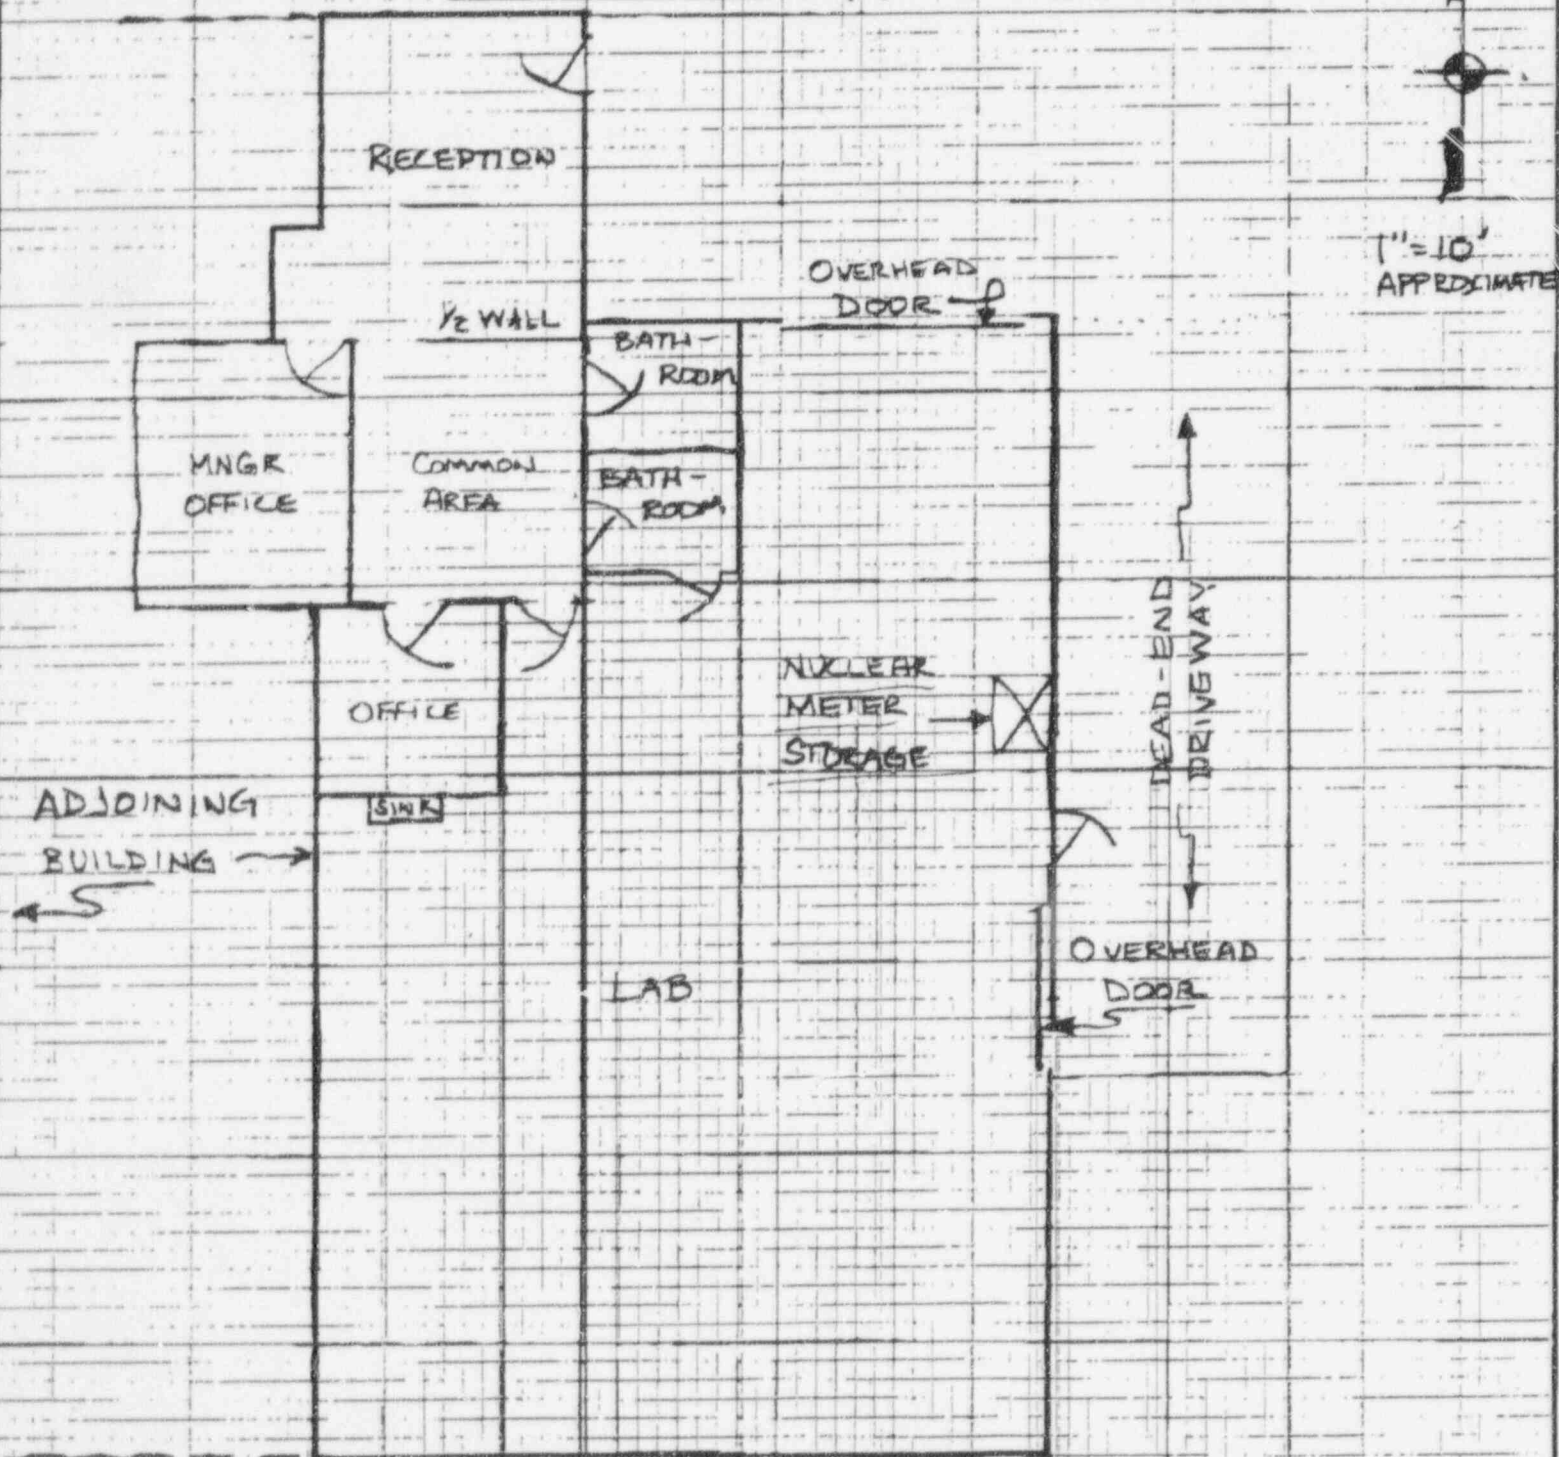 RECEPTION
1"=10'
APPROXIMATE
OVERHEAD
DOOR
1/2 WALL
BATH-
ROOM
MNGR
OFFICE
COMMON
AREA
BATH-
ROOM
DEAD-END
DRIVEWAY
NUCLEAR
METER
STORAGE
OFFICE
SINK
ADJOINING
BUILDING
OVERHEAD
DOOR
LAB